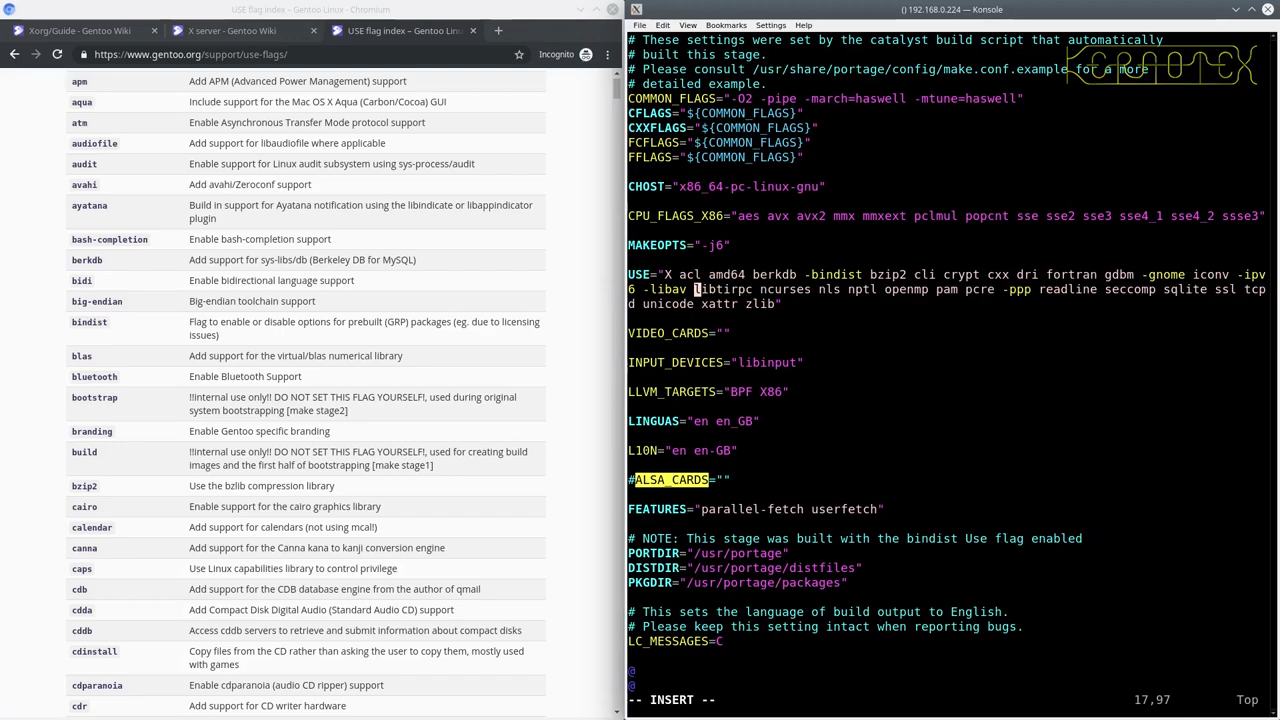 USE flag index – Gentoo Linux - Chromium
Xorg/Guide - Gentoo Wiki
X server - Gentoo Wiki
USE flag index – Gentoo Linu
https://www.gentoo.org/support/use-flags/
Incognito
apm Add APM (Advanced Power Management) support
aqua Include support for the Mac OS X Aqua (Carbon/Cocoa) GUI
atm Enable Asynchronous Transfer Mode protocol support
audiofile Add support for libaudiofile where applicable
audit Enable support for Linux audit subsystem using sys-process/audit
avahi Add avahi/Zeroconf support
ayatana Build in support for Ayatana notification using the libindicate or libappindicator
plugin
bash-completion Enable bash-completion support
berkdb Add support for sys-libs/db (Berkeley DB for MySQL)
bidi Enable bidirectional language support
big-endian Big-endian toolchain support
bindist Flag to enable or disable options for prebuilt (GRP) packages (eg. due to licensing
issues)
blas Add support for the virtual/blas numerical library
bluetooth Enable Bluetooth Support
bootstrap !!internal use only!! DO NOT SET THIS FLAG YOURSELF!, used during original
system bootstrapping [make stage2]
branding Enable Gentoo specific branding
build !!internal use only!! DO NOT SET THIS FLAG YOURSELF!, used for creating build
images and the first half of bootstrapping [make stage1]
bzip2 Use the bzlib compression library
cairo Enable support for the cairo graphics library
calendar Add support for calendars (not using mcal!)
canna Add support for the Canna kana to kanji conversion engine
caps Use Linux capabilities library to control privilege
cdb Add support for the CDB database engine from the author of qmail
cdda Add Compact Disk Digital Audio (Standard Audio CD) support
cddb Access cddb servers to retrieve and submit information about compact disks
cdinstall Copy files from the CD rather than asking the user to copy them, mostly used
with games
cdparanoia Enable cdparanoia (audio CD ripper) support
cdr Add support for CD writer hardware
() 192.168.0.224 — Konsole
File Edit View Bookmarks Settings Help
# These settings were set by the catalyst build script that automatically
# built this stage.
# Please consult /usr/share/portage/config/make.conf.example for a more
# detailed example.
KERNOTEX
COMMON_FLAGS="-O2 -pipe -march=haswell -mtune=haswell"
CFLAGS="${COMMON_FLAGS}"
CXXFLAGS="${COMMON_FLAGS}"
FCFLAGS="${COMMON_FLAGS}"
FFLAGS="${COMMON_FLAGS}"
CHOST="x86_64-pc-linux-gnu"
CPU_FLAGS_X86="aes avx avx2 mmx mmxext pclmul popcnt sse sse2 sse3 sse4_1 sse4_2 ssse3"
MAKEOPTS="-j6"
USE="X acl amd64 berkdb -bindist bzip2 cli crypt cxx dri fortran gdbm -gnome iconv -ipv
6 -libav libtirpc ncurses nls nptl openmp pam pcre -ppp readline seccomp sqlite ssl tcp
d unicode xattr zlib"
VIDEO_CARDS=""
INPUT_DEVICES="libinput"
LLVM_TARGETS="BPF X86"
LINGUAS="en en_GB"
L10N="en en-GB"
#ALSA_CARDS=""
FEATURES="parallel-fetch userfetch"
# NOTE: This stage was built with the bindist Use flag enabled
PORTDIR="/usr/portage"
DISTDIR="/usr/portage/distfiles"
PKGDIR="/usr/portage/packages"
# This sets the language of build output to English.
# Please keep this setting intact when reporting bugs.
LC_MESSAGES=C
@
@
-- INSERT -- 17,97 Top